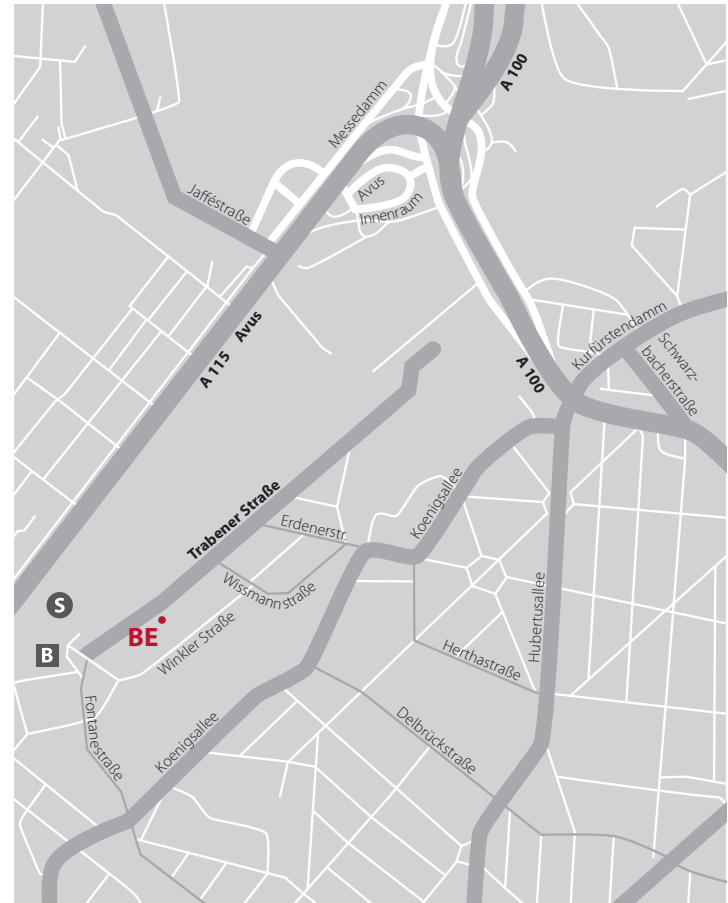 A 100
Messedamm
Jafféstraße
Avus
Innenraum
A 115 Avus
Kurfürstendamm
Schwarz-
bacherstraße
A 100
Koenigsallee
Trabener Straße
Erdenerstr.
Wissmannstraße
Hubertusallee
S
BE
Winkler Straße
B
Herthastraße
Fontanestraße
Koenigsallee
Delbrückstraße